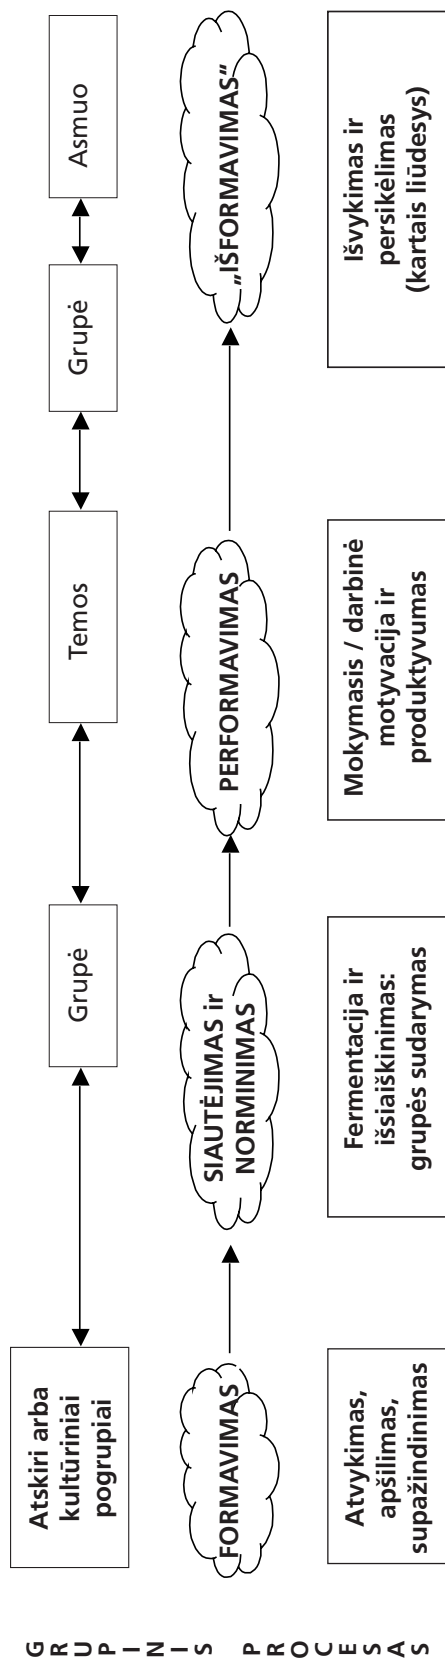 GRUPINIS PROCESAS
Atskiri arba
kultūriniai
pogrupiai
Grupė
Temos
Grupė
Asmuo
FORMAVIMAS
SIAUTĖJIMAS ir
NORMINIMAS
PERFORMAVIMAS
„IŠFORMAVIMAS“
Atvykimas,
apšilimas,
supažindinimas
Fermentacija ir
išsiaiškinimas:
grupės sudarymas
Mokymasis / darbinė
motyvacija ir
produktyvumas
Išvykimas ir
persikėlimas
(kartais liūdesys)